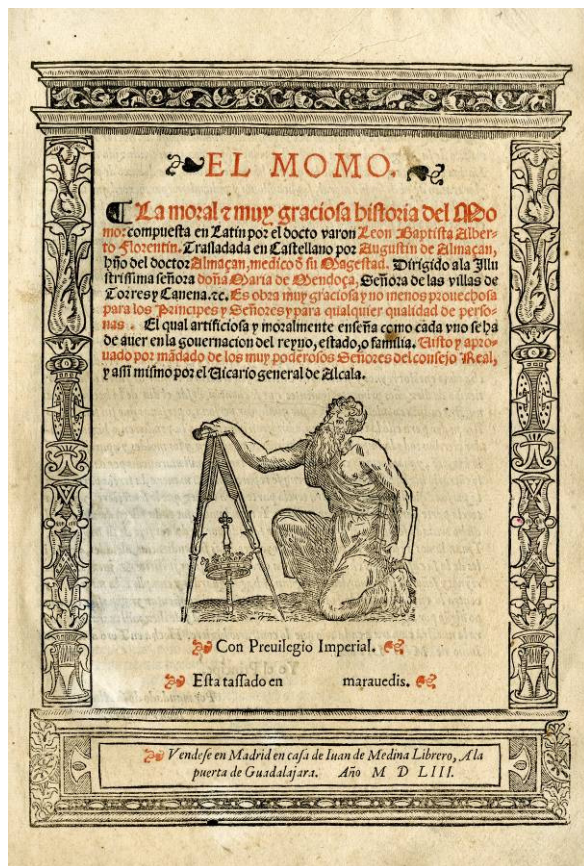 EL MOMO.
La moral ⁊ muy graciosa historia del Mo
mo: compuesta en Latin por el docto varon Leon Baptista Alber-
to Florentin. Trasladada en Castellano por Augustin de Almaçan,
hijo del doctor Almaçan, medico d̃ su Magestad. Dirigido a la Illu
strissima señora doña Maria de Mendoça, Señora de las villas de
Torres y Canena.⁊c. Es obra muy graciosa y no menos prouechosa
para los Principes y Señores y para qualquier qualidad de perso-
nas. El qual artificiosa y moralmente enseña como cada vno se ha
de auer en la gouernacion del reyno, estado, o familia. Uisto y apro-
uado por mãdado de los muy poderosos Señores del consejo Real,
y assi mismo por el Uicario general de Alcala.
Con Preuilegio Imperial.
Esta tassado en marauedis.
Vendese en Madrid en casa de Iuan de Medina Librero, A la
puerta de Guadalajara. Año M D LIII.